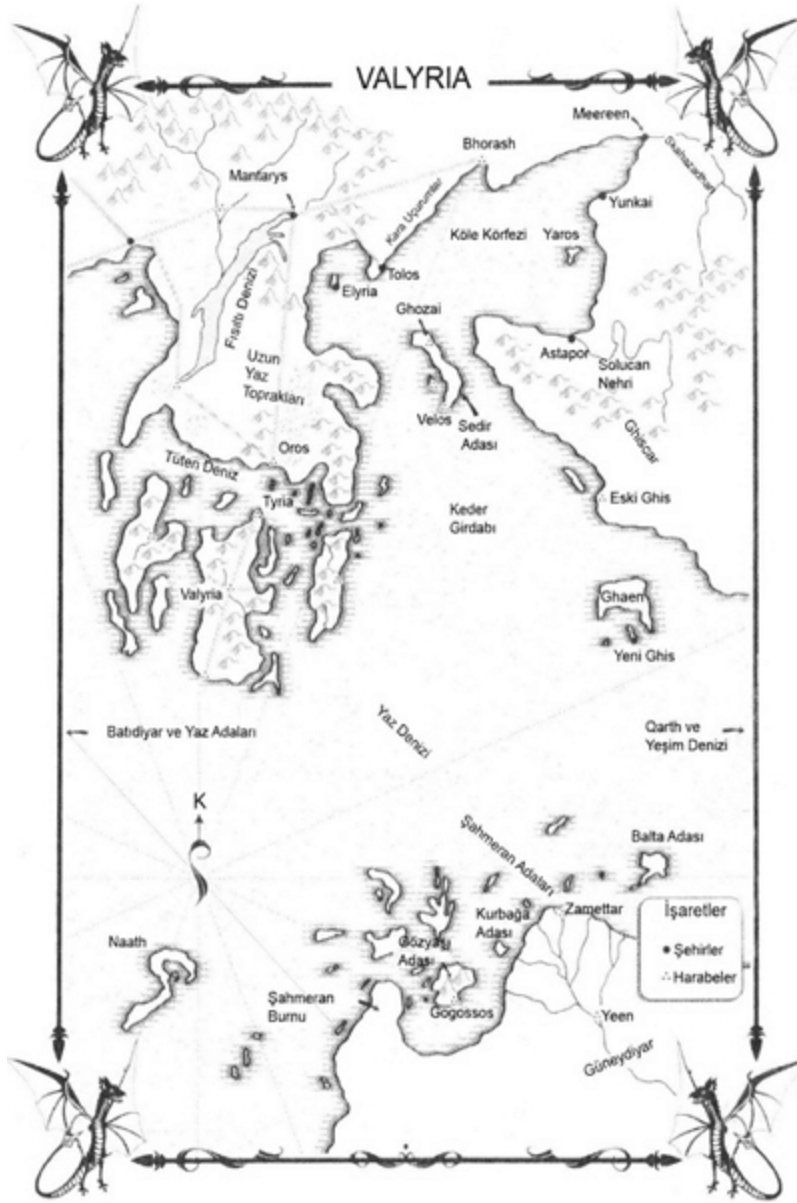 VALYRIA
Meereen
Bhorash
Skahazadhan
Mantarys
Kara Uçurumlar
Yunkai
Köle Körfezi
Yaros
Tolos
Elyria
Fısıltı Denizi
Ghozai
Uzun
Yaz
Toprakları
Astapor
Solucan
Nehri
Velos
Sedir
Adası
Ghiscar
Oros
Tüten Deniz
Tyria
Keder
Girdabı
Eski Ghis
Valyria
Ghaen
Yeni Ghis
Yaz Denizi
Batıdiyar ve Yaz Adaları
Qarth ve
Yeşim Denizi
K
Şahmeran Adaları
Balta Adası
Kurbağa
Adası
Zamettar
İşaretler
Şehirler
Harabeler
Naath
Gözyaşı
Adası
Şahmeran
Burnu
Gogossos
Yeen
Güneydiyar